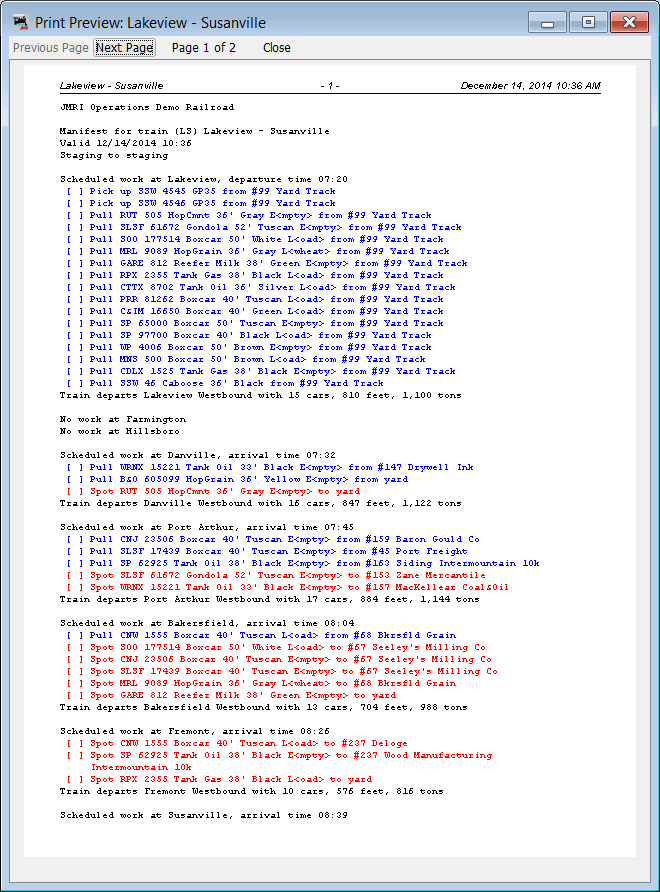 Print Preview: Lakeview - Susanville
Previous Page Next Page Page 1 of 2 Close
Lakeview - Susanville - 1 - December 14, 2014 10:36 AM
JMRI Operations Demo Railroad
Manifest for train (LS) Lakeview - Susanville
Valid 12/14/2014 10:36
Staging to staging
Scheduled work at Lakeview, departure time 07:20
[ ] Pick up SSW 4545 GP35 from #99 Yard Track
[ ] Pick up SSW 4546 GP35 from #99 Yard Track
[ ] Pull RUT 505 HopCmnt 36' Gray E<mpty> from #99 Yard Track
[ ] Pull SLSF 61672 Gondola 52' Tuscan E<mpty> from #99 Yard Track
[ ] Pull SOO 177514 Boxcar 50' White L<oad> from #99 Yard Track
[ ] Pull MRL 9089 HopGrain 36' Gray L<wheat> from #99 Yard Track
[ ] Pull GARE 812 Reefer Milk 38' Green E<mpty> from #99 Yard Track
[ ] Pull RPX 2355 Tank Gas 38' Black L<oad> from #99 Yard Track
[ ] Pull CTTX 8702 Tank Oil 36' Silver L<oad> from #99 Yard Track
[ ] Pull PRR 81262 Boxcar 40' Tuscan L<oad> from #99 Yard Track
[ ] Pull C&IM 16650 Boxcar 40' Green L<oad> from #99 Yard Track
[ ] Pull SP 65000 Boxcar 50' Tuscan E<mpty> from #99 Yard Track
[ ] Pull SP 97700 Boxcar 40' Black L<oad> from #99 Yard Track
[ ] Pull WP 4006 Boxcar 50' Brown E<mpty> from #99 Yard Track
[ ] Pull MNS 500 Boxcar 50' Brown L<oad> from #99 Yard Track
[ ] Pull CDLX 1525 Tank Gas 38' Black E<mpty> from #99 Yard Track
[ ] Pull SSW 46 Caboose 36' Black from #99 Yard Track
Train departs Lakeview Westbound with 15 cars, 810 feet, 1,100 tons
No work at Farmington
No work at Hillsboro
Scheduled work at Danville, arrival time 07:32
[ ] Pull WRNX 15221 Tank Oil 33' Black E<mpty> from #147 Drywell Ink
[ ] Pull B&O 605099 HopGrain 36' Yellow E<mpty> from yard
[ ] Spot RUT 505 HopCmnt 36' Gray E<mpty> to yard
Train departs Danville Westbound with 16 cars, 847 feet, 1,122 tons
Scheduled work at Port Arthur, arrival time 07:45
[ ] Pull CNJ 23506 Boxcar 40' Tuscan E<mpty> from #159 Baron Gould Co
[ ] Pull SLSF 17439 Boxcar 40' Tuscan E<mpty> from #45 Port Freight
[ ] Pull SP 62925 Tank Oil 38' Black E<mpty> from #163 Siding Intermountain 10k
[ ] Spot SLSF 61672 Gondola 52' Tuscan E<mpty> to #153 Zane Mercantile
[ ] Spot WRNX 15221 Tank Oil 33' Black E<mpty> to #157 MacKellear Coal&Oil
Train departs Port Arthur Westbound with 17 cars, 884 feet, 1,144 tons
Scheduled work at Bakersfield, arrival time 08:04
[ ] Pull CNW 1555 Boxcar 40' Tuscan L<oad> from #68 Bkrsfld Grain
[ ] Spot SOO 177514 Boxcar 50' White L<oad> to #67 Seeley's Milling Co
[ ] Spot CNJ 23506 Boxcar 40' Tuscan E<mpty> to #67 Seeley's Milling Co
[ ] Spot SLSF 17439 Boxcar 40' Tuscan E<mpty> to #67 Seeley's Milling Co
[ ] Spot MRL 9089 HopGrain 36' Gray L<wheat> to #68 Bkrsfld Grain
[ ] Spot GARE 812 Reefer Milk 38' Green E<mpty> to yard
Train departs Bakersfield Westbound with 13 cars, 704 feet, 988 tons
Scheduled work at Fremont, arrival time 08:26
[ ] Spot CNW 1555 Boxcar 40' Tuscan L<oad> to #237 Deloge
[ ] Spot SP 62925 Tank Oil 38' Black E<mpty> to #237 Wood Manufacturing
Intermountain 10k
[ ] Spot RPX 2355 Tank Gas 38' Black L<oad> to yard
Train departs Fremont Westbound with 10 cars, 576 feet, 816 tons
Scheduled work at Susanville, arrival time 08:39